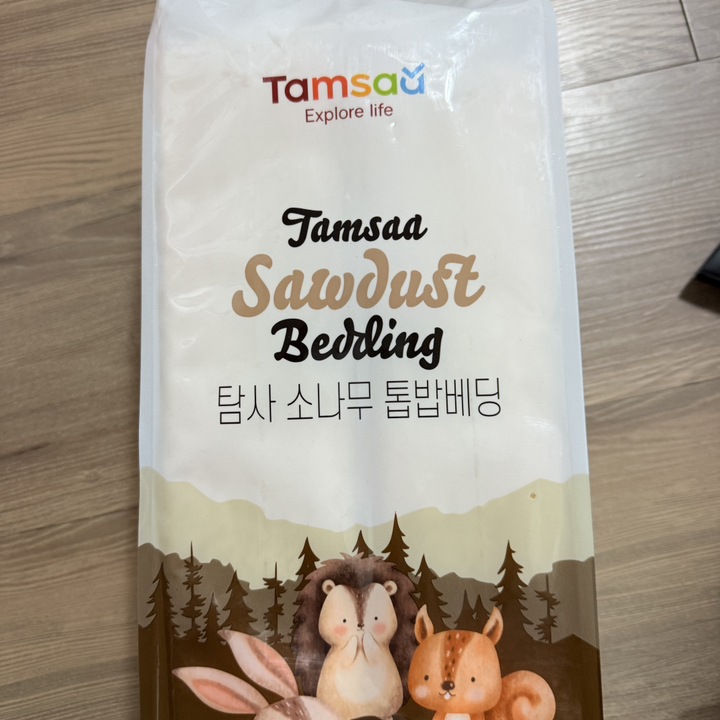 Tamsaa
Explore life
Tamsaa
Sawdust
Bedding
탐사 소나무 톱밥베딩